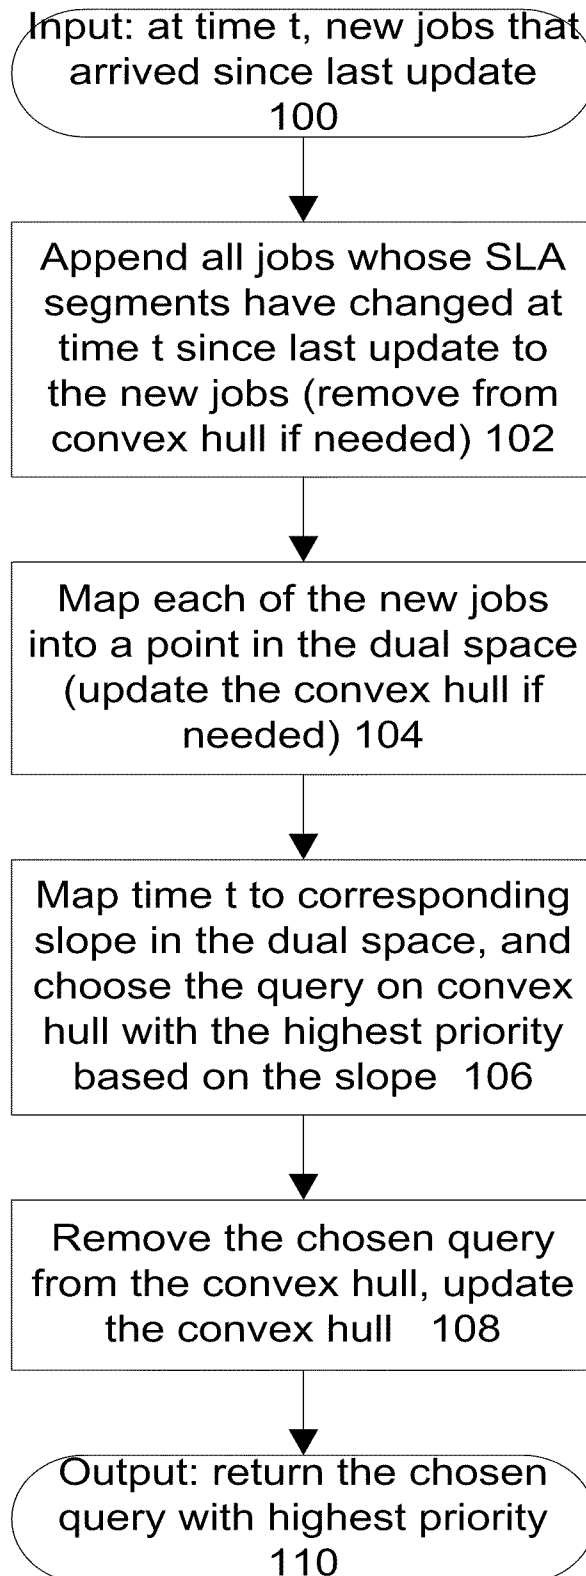 Input: at time t, new jobs that
arrived since last update
100
Append all jobs whose SLA
segments have changed at
time t since last update to
the new jobs (remove from
convex hull if needed) 102
Map each of the new jobs
into a point in the dual space
(update the convex hull if
needed) 104
Map time t to corresponding
slope in the dual space, and
choose the query on convex
hull with the highest priority
based on the slope 106
Remove the chosen query
from the convex hull, update
the convex hull 108
Output: return the chosen
query with highest priority
110